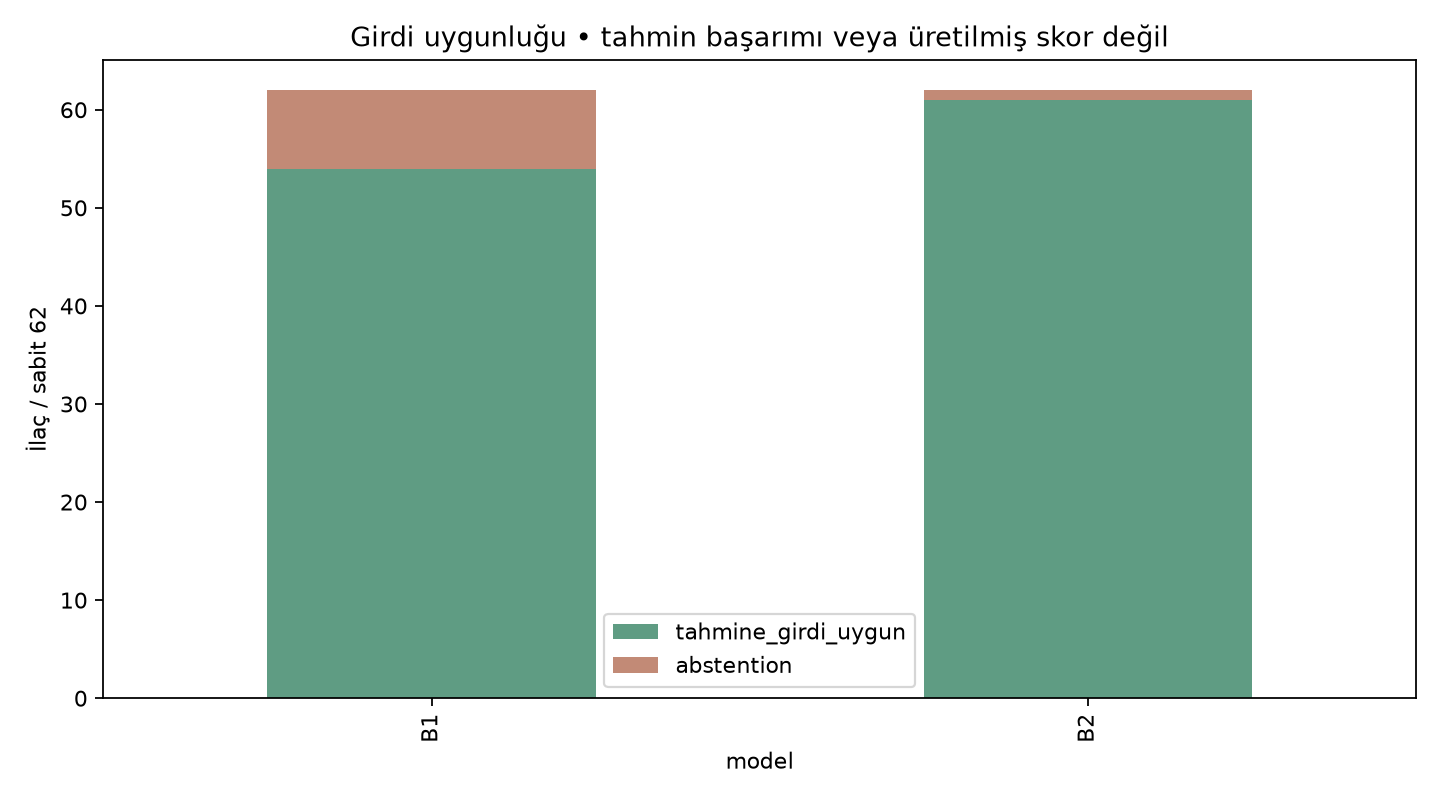 Girdi uygunluğu • tahmin başarımı veya üretilmiş skor değil
İlaç / sabit 62
60
50
40
30
20
10
0
tahmine_girdi_uygun
abstention
B1
B2
model